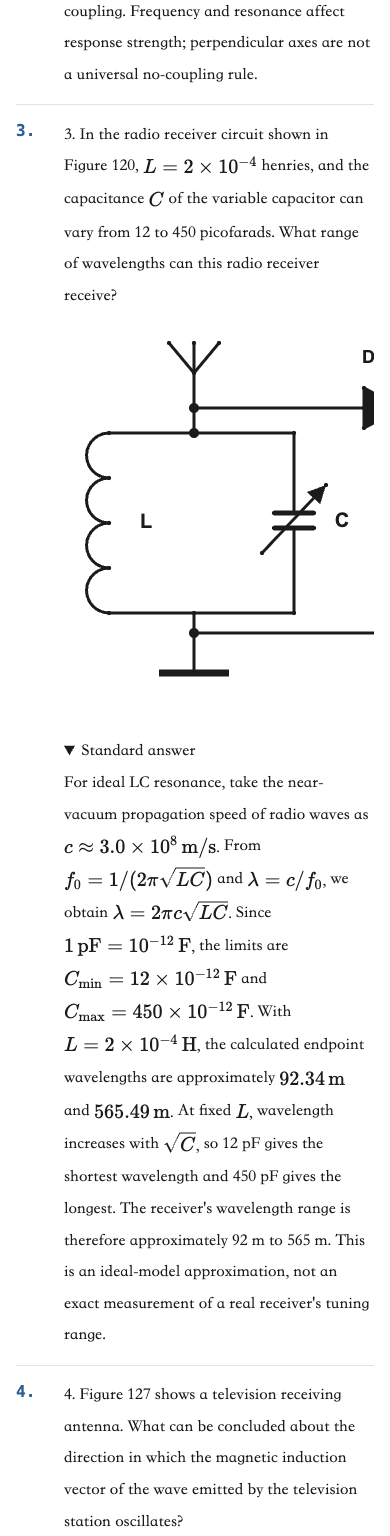 coupling. Frequency and resonance affect
response strength; perpendicular axes are not
a universal no-coupling rule.
3. 3. In the radio receiver circuit shown in
Figure 120, L = 2 × 10⁻⁴ henries, and the
capacitance C of the variable capacitor can
vary from 12 to 450 picofarads. What range
of wavelengths can this radio receiver
receive?
D
L
C
▼ Standard answer
For ideal LC resonance, take the near-
vacuum propagation speed of radio waves as
c ≈ 3.0 × 10⁸ m/s. From
f₀ = 1/(2π√LC) and λ = c/f₀, we
obtain λ = 2πc√LC. Since
1 pF = 10⁻¹² F, the limits are
Cmin = 12 × 10⁻¹² F and
Cmax = 450 × 10⁻¹² F. With
L = 2 × 10⁻⁴ H, the calculated endpoint
wavelengths are approximately 92.34 m
and 565.49 m. At fixed L, wavelength
increases with √C, so 12 pF gives the
shortest wavelength and 450 pF gives the
longest. The receiver's wavelength range is
therefore approximately 92 m to 565 m. This
is an ideal-model approximation, not an
exact measurement of a real receiver's tuning
range.
4. 4. Figure 127 shows a television receiving
antenna. What can be concluded about the
direction in which the magnetic induction
vector of the wave emitted by the television
station oscillates?